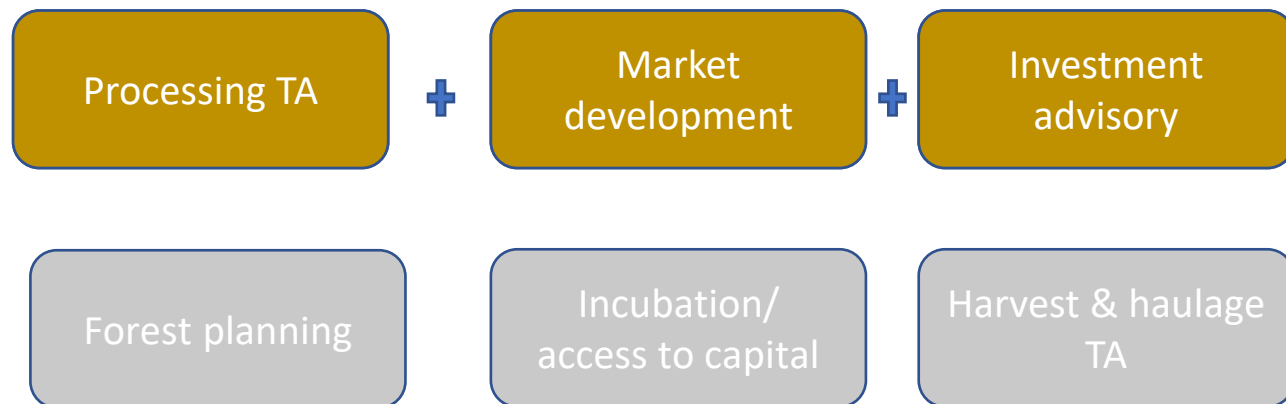 Processing TA
Market
development
Investment
advisory
Forest planning
Incubation/
access to capital
Harvest & haulage
TA